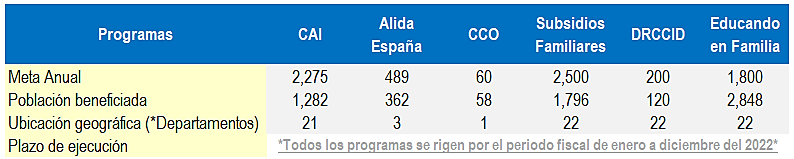 Programas CAI Alida España CCO Subsidios Familiares DRCCID Educando en Familia
Meta Anual 2,275 489 60 2,500 200 1,800
Población beneficiada 1,282 362 58 1,796 120 2,848
Ubicación geográfica (*Departamentos) 21 3 1 22 22 22
Plazo de ejecución *Todos los programas se rigen por el periodo fiscal de enero a diciembre del 2022*